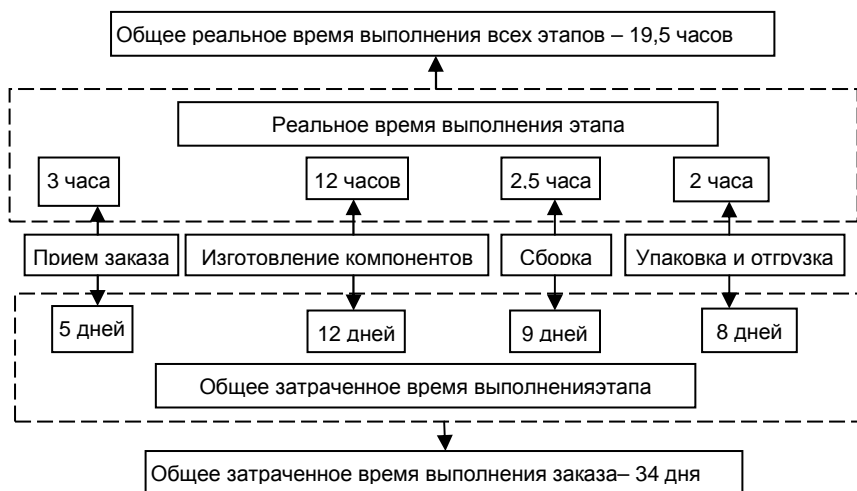 Общее реальное время выполнения всех этапов – 19,5 часов
Реальное время выполнения этапа
3 часа
12 часов
2,5 часа
2 часа
Прием заказа
Изготовление компонентов
Сборка
Упаковка и отгрузка
5 дней
12 дней
9 дней
8 дней
Общее затраченное время выполненияэтапа
Общее затраченное время выполнения заказа– 34 дня